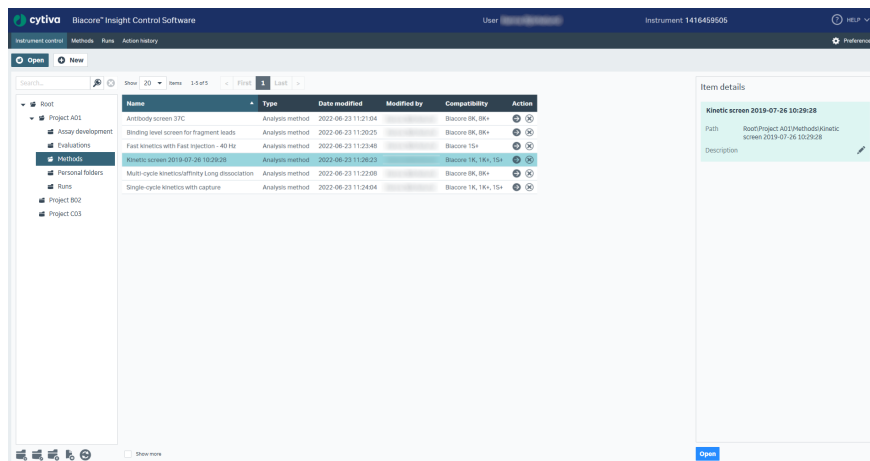 cytiva Biacore™ Insight Control Software User Instrument 1416459505 ? HELP
Instrument control Methods Runs Action history Preferenc
Open New
Search... Show 20 items 1-5 of 5 « First 1 Last »
Item details
Root
Project A01
Assay development
Evaluations
Methods
Personal folders
Runs
Project B02
Project C03
Name Type Date modified Modified by Compatibility Action
Antibody screen 37C Analysis method 2022-06-23 11:21:04 Biacore 8K, 8K+
Binding level screen for fragment leads Analysis method 2022-06-23 11:20:25 Biacore 8K, 8K+
Fast kinetics with Fast Injection - 40 Hz Analysis method 2022-06-23 11:23:48 Biacore 1S+
Kinetic screen 2019-07-26 10:29:28 Analysis method 2022-06-23 11:26:23 Biacore 1K, 1K+, 1S+
Multi-cycle kinetics/affinity Long dissociation Analysis method 2022-06-23 11:22:08 Biacore 8K, 8K+
Single-cycle kinetics with capture Analysis method 2022-06-23 11:24:04 Biacore 1K, 1K+, 1S+
Kinetic screen 2019-07-26 10:29:28
Path Root\Project A01\Methods\Kinetic
screen 2019-07-26 10:29:28
Description
Show more
Open